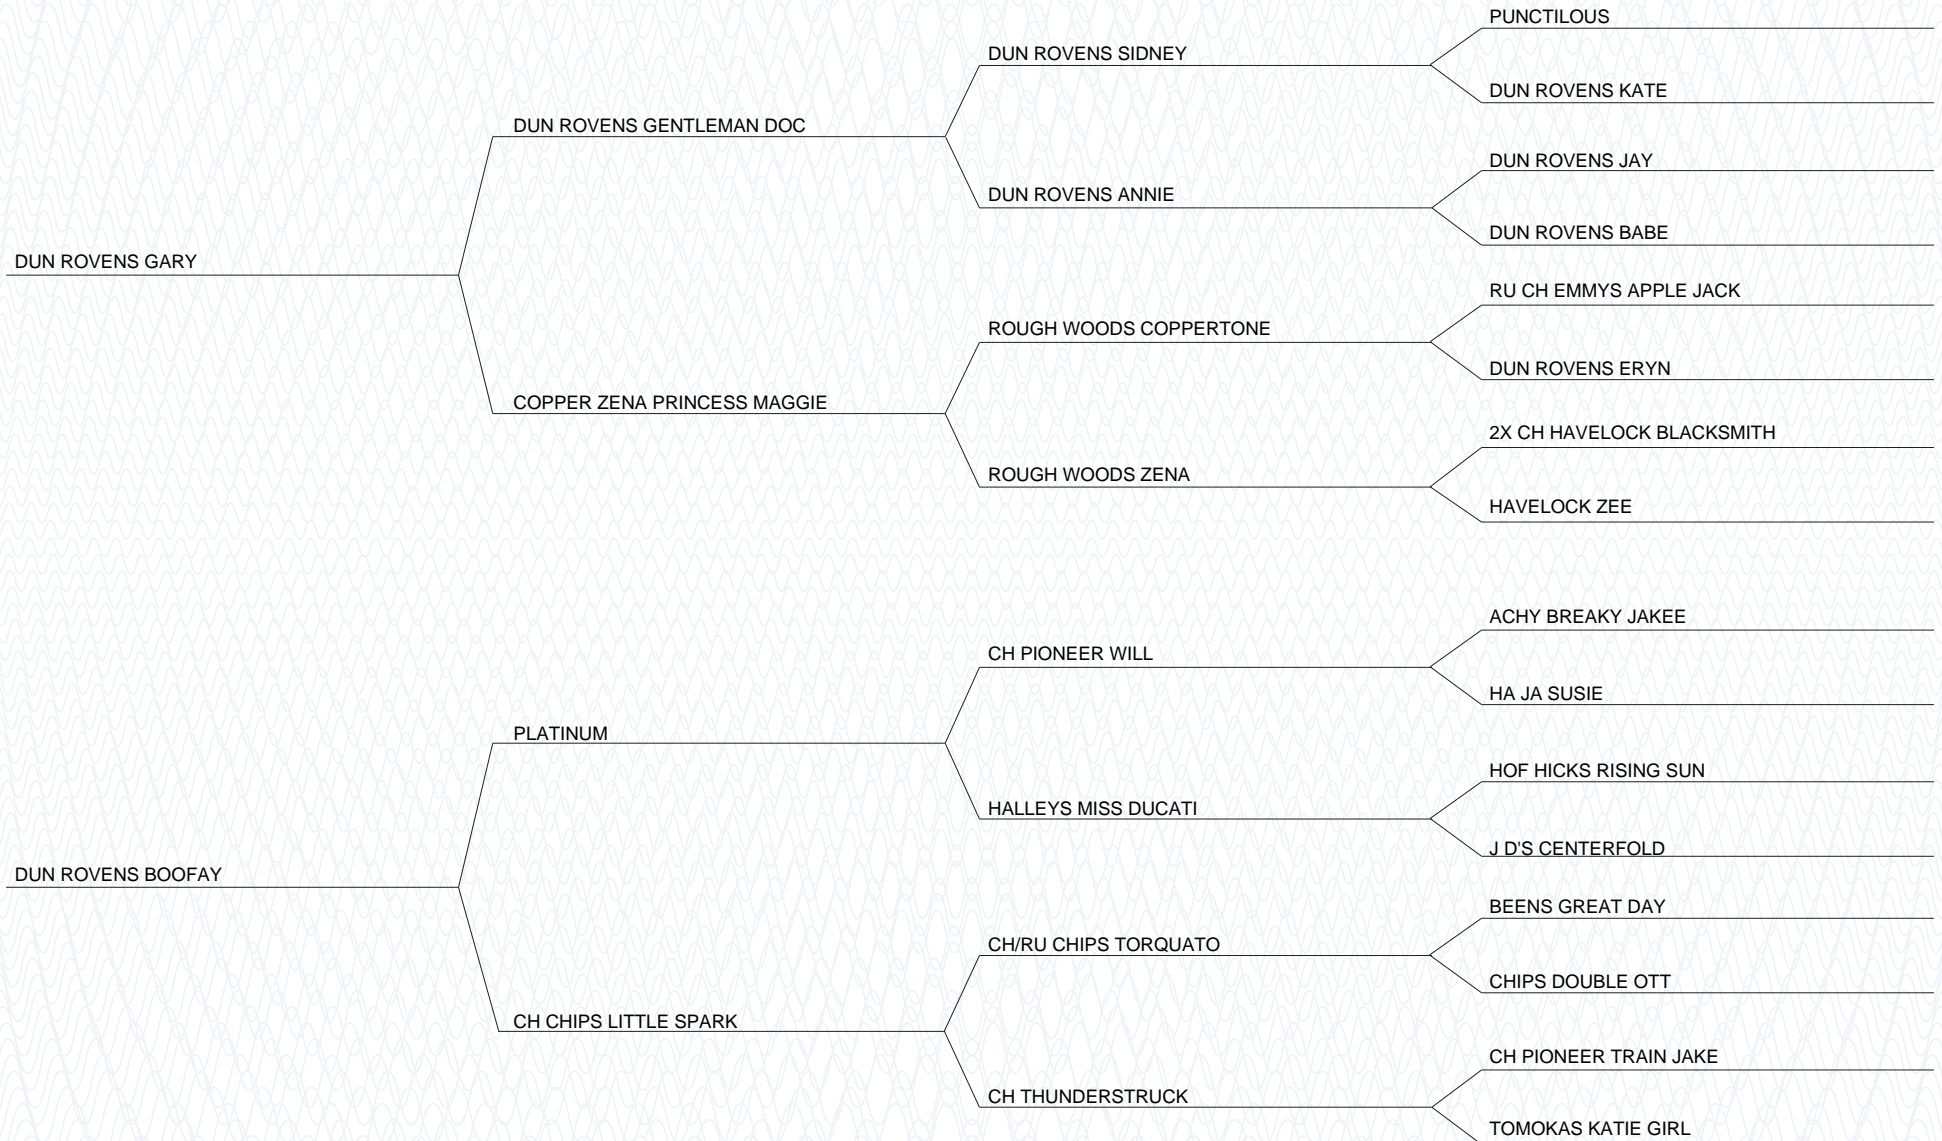 PUNCTILOUS
DUN ROVENS SIDNEY
DUN ROVENS KATE
DUN ROVENS GENTLEMAN DOC
DUN ROVENS JAY
DUN ROVENS ANNIE
DUN ROVENS BABE
DUN ROVENS GARY
RU CH EMMYS APPLE JACK
ROUGH WOODS COPPERTONE
DUN ROVENS ERYN
COPPER ZENA PRINCESS MAGGIE
2X CH HAVELOCK BLACKSMITH
ROUGH WOODS ZENA
HAVELOCK ZEE
ACHY BREAKY JAKEE
CH PIONEER WILL
HA JA SUSIE
PLATINUM
HOF HICKS RISING SUN
HALLEYS MISS DUCATI
J D'S CENTERFOLD
DUN ROVENS BOOFAY
BEENS GREAT DAY
CH/RU CHIPS TORQUATO
CHIPS DOUBLE OTT
CH CHIPS LITTLE SPARK
CH PIONEER TRAIN JAKE
CH THUNDERSTRUCK
TOMOKAS KATIE GIRL